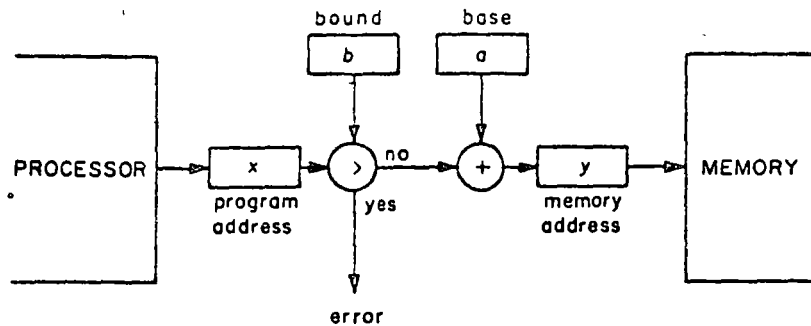 bound
base
b
a
PROCESSOR
x
>
no
+
y
MEMORY
program
address
yes
memory
address
error